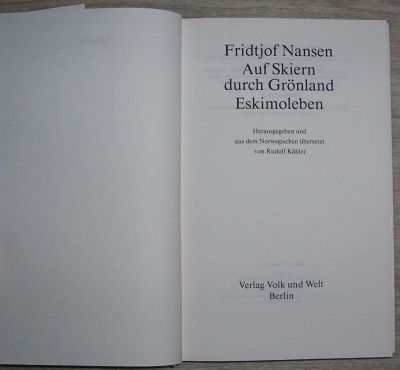 Fridtjof Nansen
Auf Skiern
durch Grönland
Eskimoleben
Herausgegeben und
aus dem Norwegischen übersetzt
von Rudolf Kähler
Verlag Volk und Welt
Berlin